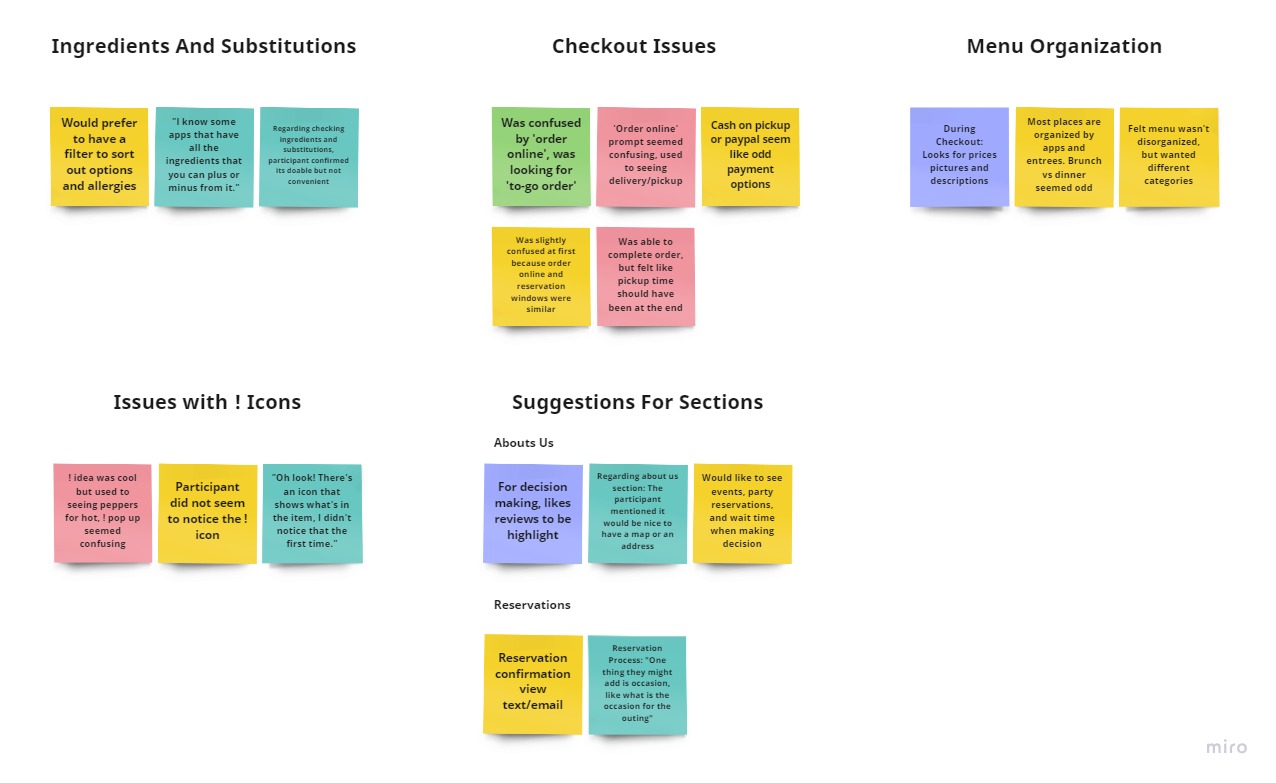 Ingredients And Substitutions
Would prefer
to have a
filter to sort
out options
and allergies
"I know some
apps that have
all the
ingredients that
you can plus or
minus from it."
Regarding checking
ingredients and
substitutions,
participant confirmed
its doable but not
convenient
Checkout Issues
Was confused
by 'order
online', was
looking for
'to-go order'
'Order online'
prompt seemed
confusing, used
to seeing
delivery/pickup
Cash on pickup
or paypal seem
like odd
payment
options
Was slightly
confused at first
because order
online and
reservation
windows were
similar
Was able to
complete order,
but felt like
pickup time
should have
been at the end
Menu Organization
During
Checkout:
Looks for prices
pictures and
descriptions
Most places are
organized by
apps and
entrees. Brunch
vs dinner
seemed odd
Felt menu wasn't
disorganized,
but wanted
different
categories
Issues with ! Icons
! idea was cool
but used to
seeing peppers
for hot, ! pop up
seemed
confusing
Participant
did not seem
to notice the !
icon
"Oh look! There's
an icon that
shows what's in
the item, I didn't
notice that the
first time."
Suggestions For Sections
Abouts Us
For decision
making, likes
reviews to be
highlight
Regarding about us
section: The
participant
mentioned it
would be nice to
have a map or an
address
Would like to see
events, party
reservations,
and wait time
when making
decision
Reservations
Reservation
confirmation
view
text/email
Reservation
Process: "One
thing they might
add is occasion,
like what is the
occasion for the
outing"
miro